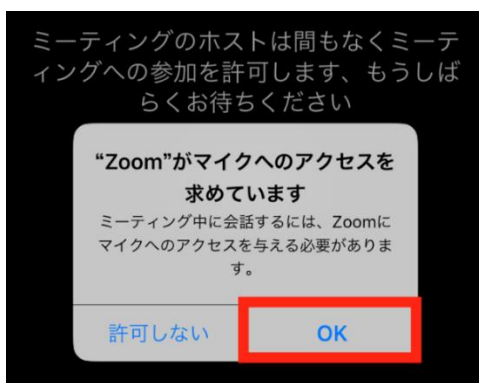 ミーティングのホストは間もなくミーテ
ィングへの参加を許可します、もうしば
らくお待ちください
“Zoom”がマイクへのアクセスを
求めています
ミーティング中に会話するには、Zoomに
マイクへのアクセスを与える必要がありま
す。
許可しない
OK